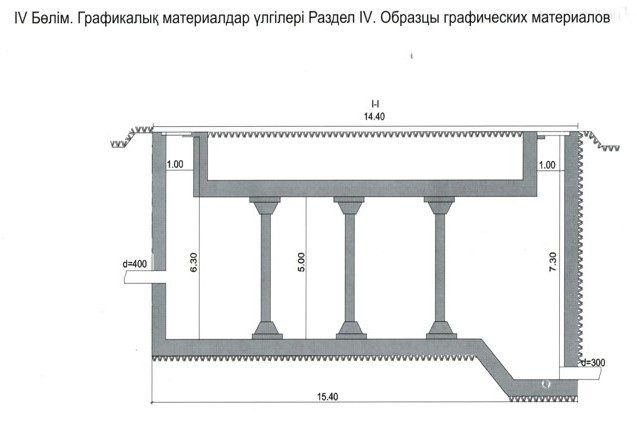 IV Бөлім. Графикалық материалдар үлгілері Раздел IV. Образцы графических материалов
I-I
14.40
1.00
1.00
d=400
6.30
5.00
7.30
d=300
15.40